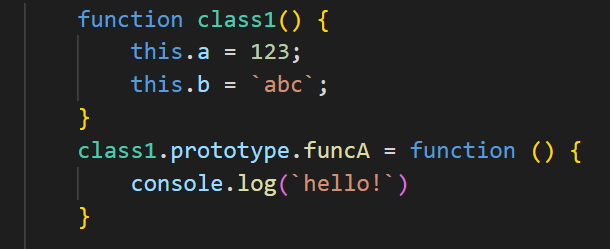 function class1() {
    this.a = 123;
    this.b = `abc`;
}
class1.prototype.funcA = function () {
    console.log(`hello!`)
}